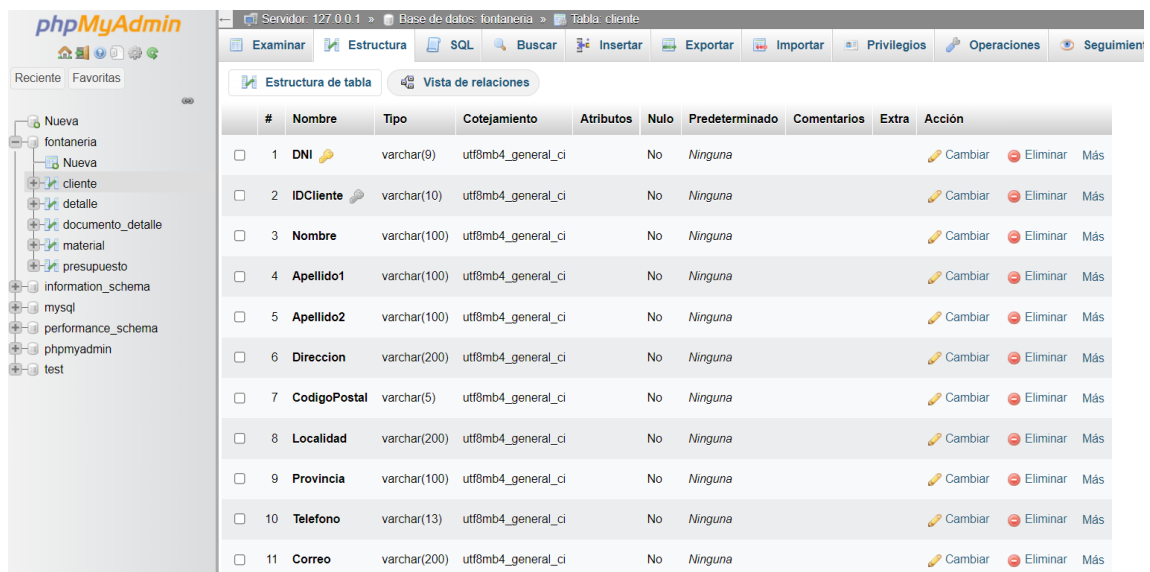 phpMyAdmin
Reciente Favoritas
Nueva
fontaneria
Nueva
cliente
detalle
documento_detalle
material
presupuesto
information_schema
mysql
performance_schema
phpmyadmin
test
Servidor: 127.0.0.1 » Base de datos: fontaneria » Tabla: cliente
Examinar Estructura SQL Buscar Insertar Exportar Importar Privilegios Operaciones Seguimient
Estructura de tabla Vista de relaciones
# Nombre Tipo Cotejamiento Atributos Nulo Predeterminado Comentarios Extra Acción
1 DNI varchar(9) utf8mb4_general_ci No Ninguna Cambiar Eliminar Más
2 IDCliente varchar(10) utf8mb4_general_ci No Ninguna Cambiar Eliminar Más
3 Nombre varchar(100) utf8mb4_general_ci No Ninguna Cambiar Eliminar Más
4 Apellido1 varchar(100) utf8mb4_general_ci No Ninguna Cambiar Eliminar Más
5 Apellido2 varchar(100) utf8mb4_general_ci No Ninguna Cambiar Eliminar Más
6 Direccion varchar(200) utf8mb4_general_ci No Ninguna Cambiar Eliminar Más
7 CodigoPostal varchar(5) utf8mb4_general_ci No Ninguna Cambiar Eliminar Más
8 Localidad varchar(200) utf8mb4_general_ci No Ninguna Cambiar Eliminar Más
9 Provincia varchar(100) utf8mb4_general_ci No Ninguna Cambiar Eliminar Más
10 Telefono varchar(13) utf8mb4_general_ci No Ninguna Cambiar Eliminar Más
11 Correo varchar(200) utf8mb4_general_ci No Ninguna Cambiar Eliminar Más